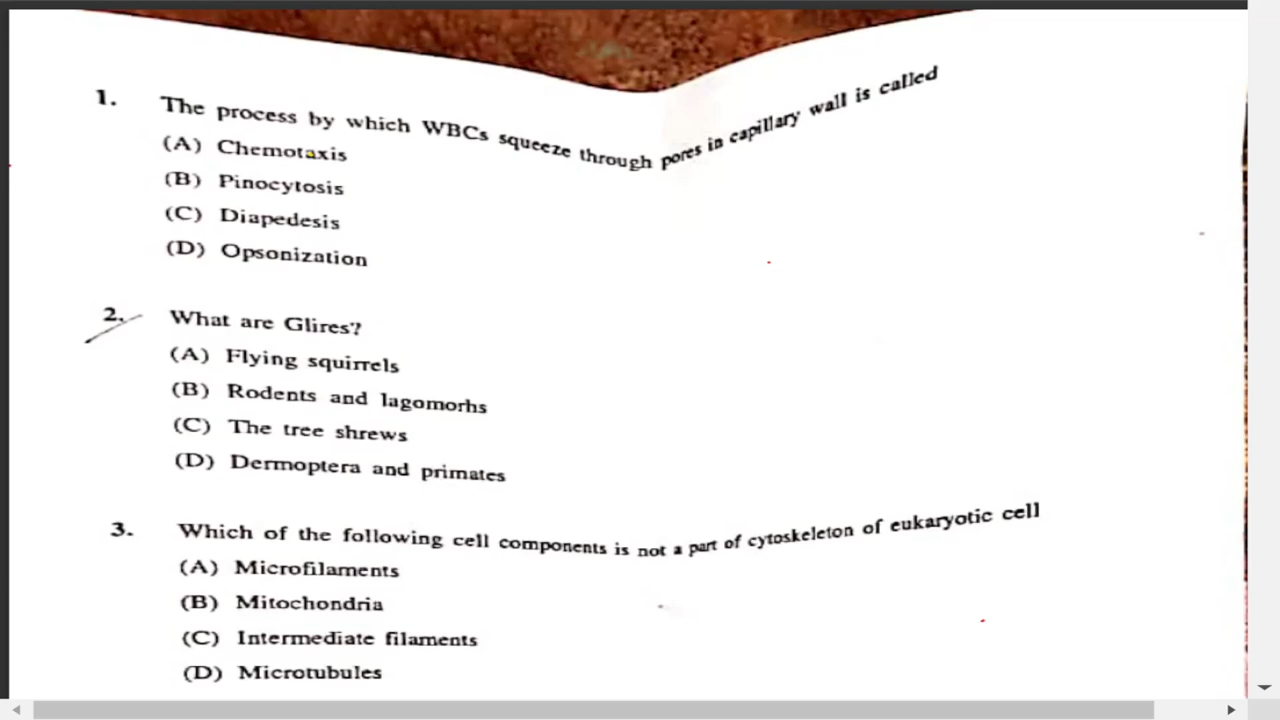 1. The process by which WBCs squeeze through pores in capillary wall is called
(A) Chemotaxis
(B) Pinocytosis
(C) Diapedesis
(D) Opsonization
2. What are Glires?
(A) Flying squirrels
(B) Rodents and lagomorhs
(C) The tree shrews
(D) Dermoptera and primates
3. Which of the following cell components is not a part of cytoskeleton of eukaryotic cell
(A) Microfilaments
(B) Mitochondria
(C) Intermediate filaments
(D) Microtubules